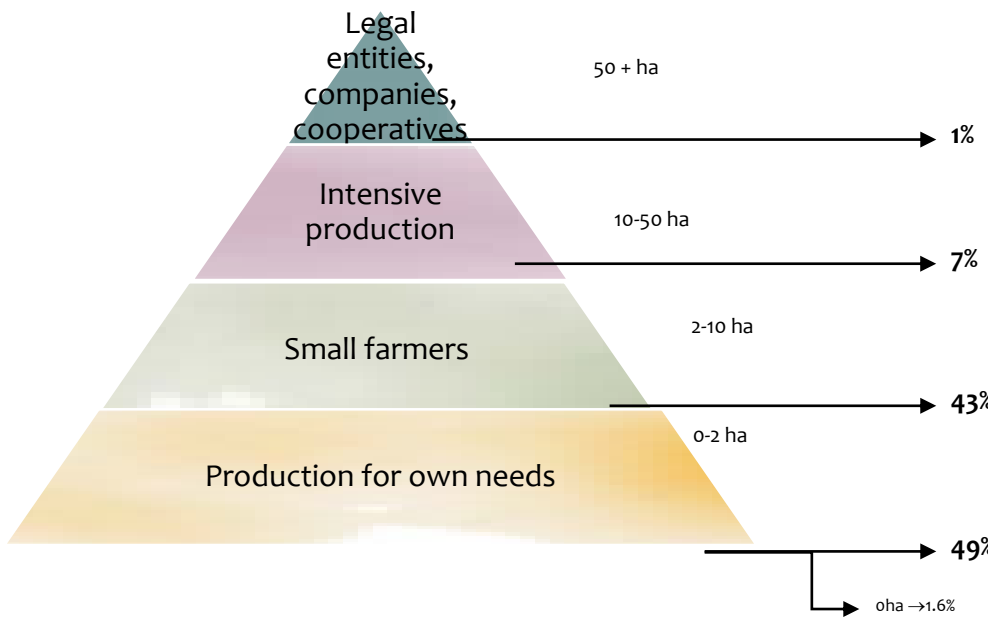 Legal
entities,
companies,
cooperatives
50 + ha
1%
Intensive
production
10-50 ha
7%
Small farmers
2-10 ha
43%
Production for own needs
0-2 ha
49%
0ha →1.6%